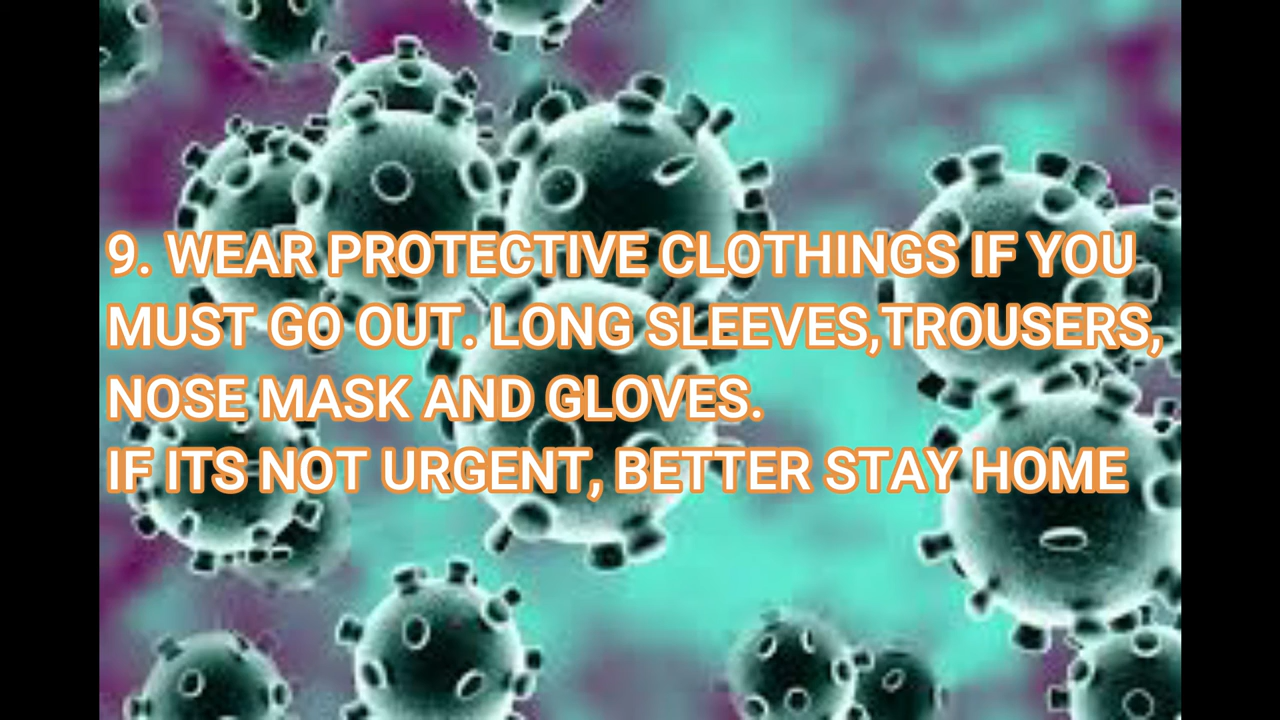 9. WEAR PROTECTIVE CLOTHINGS IF YOU
MUST GO OUT. LONG SLEEVES,TROUSERS,
NOSE MASK AND GLOVES.
IF ITS NOT URGENT, BETTER STAY HOME